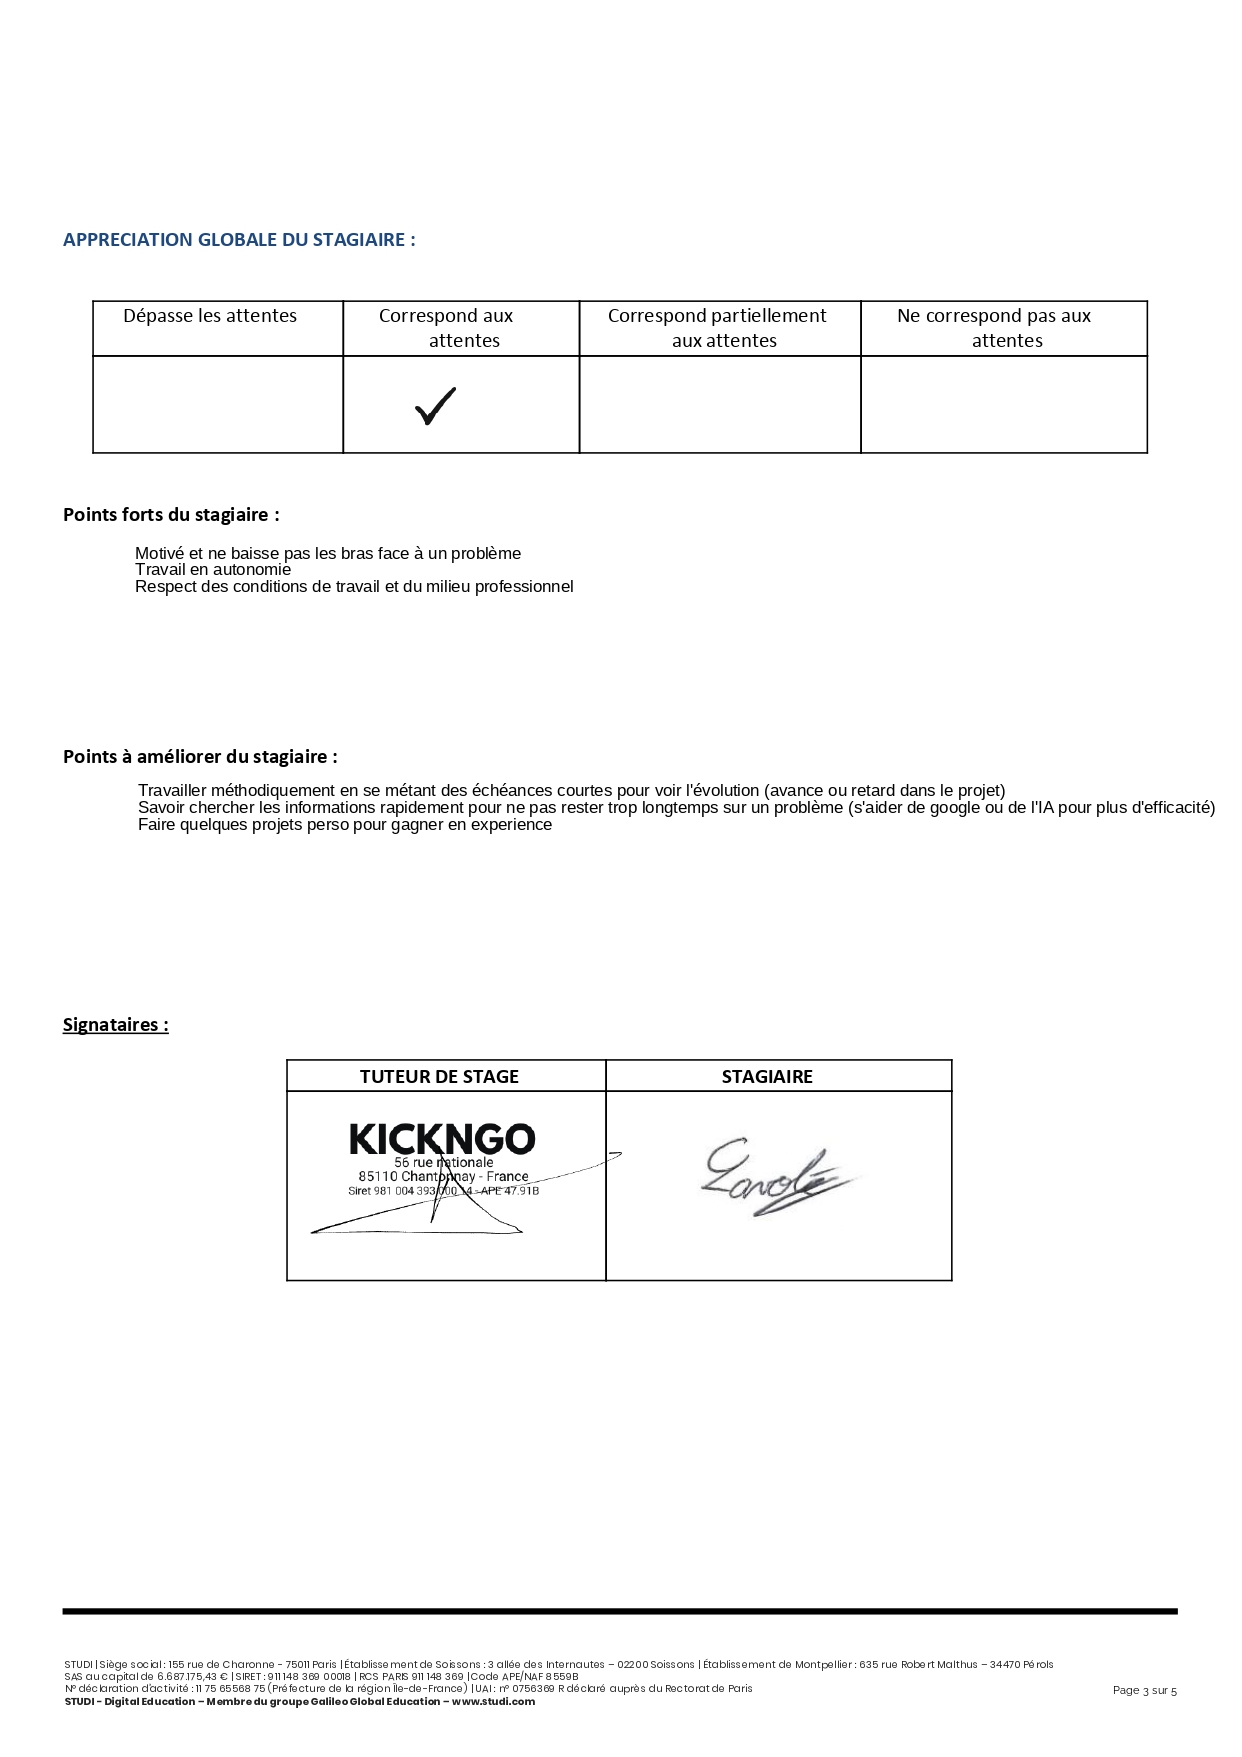 APPRECIATION GLOBALE DU STAGIAIRE :
Dépasse les attentes
Correspond aux
attentes
Correspond partiellement
aux attentes
Ne correspond pas aux
attentes
✓
Points forts du stagiaire :
Motivé et ne baisse pas les bras face à un problème
Travail en autonomie
Respect des conditions de travail et du milieu professionnel
Points à améliorer du stagiaire :
Travailler méthodiquement en se métant des échéances courtes pour voir l'évolution (avance ou retard dans le projet)
Savoir chercher les informations rapidement pour ne pas rester trop longtemps sur un problème (s'aider de google ou de l'IA pour plus d'efficacité)
Faire quelques projets perso pour gagner en experience
Signataires :
TUTEUR DE STAGE
STAGIAIRE
KICKNGO
56 rue nationale
85110 Chantonnay - France
Siret 981 004 393 000 14 - APE 47.91B
STUDI | Siège social : 155 rue de Charonne - 75011 Paris | Établissement de Soissons : 3 allée des Internautes – 02200 Soissons | Établissement de Montpellier : 635 rue Robert Malthus – 34470 Pérols
SAS au capital de 6.687.175,43 € | SIRET : 911 148 369 00018 | RCS PARIS 911 148 369 | Code APE/NAF 8559B
N° déclaration d'activité : 11 75 65568 75 (Préfecture de la région Île-de-France) | UAI : n° 0756369 R déclaré auprès du Rectorat de Paris
STUDI - Digital Education – Membre du groupe Galileo Global Education – www.studi.com
Page 3 sur 5